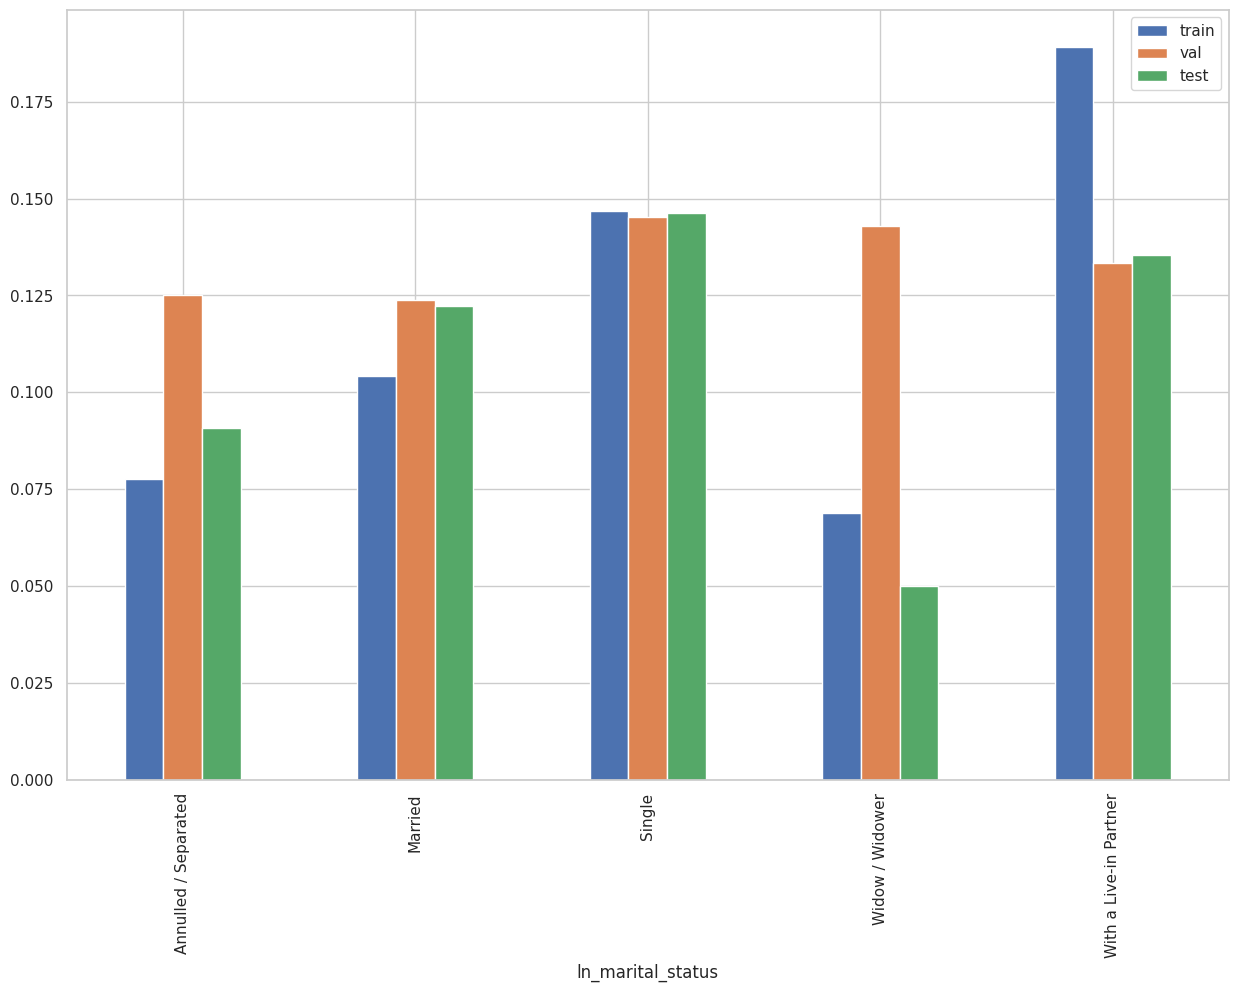 train
val
test
0.175
0.150
0.125
0.100
0.075
0.050
0.025
0.000
Annulled / Separated
Married
Single
Widow / Widower
With a Live-in Partner
ln_marital_status